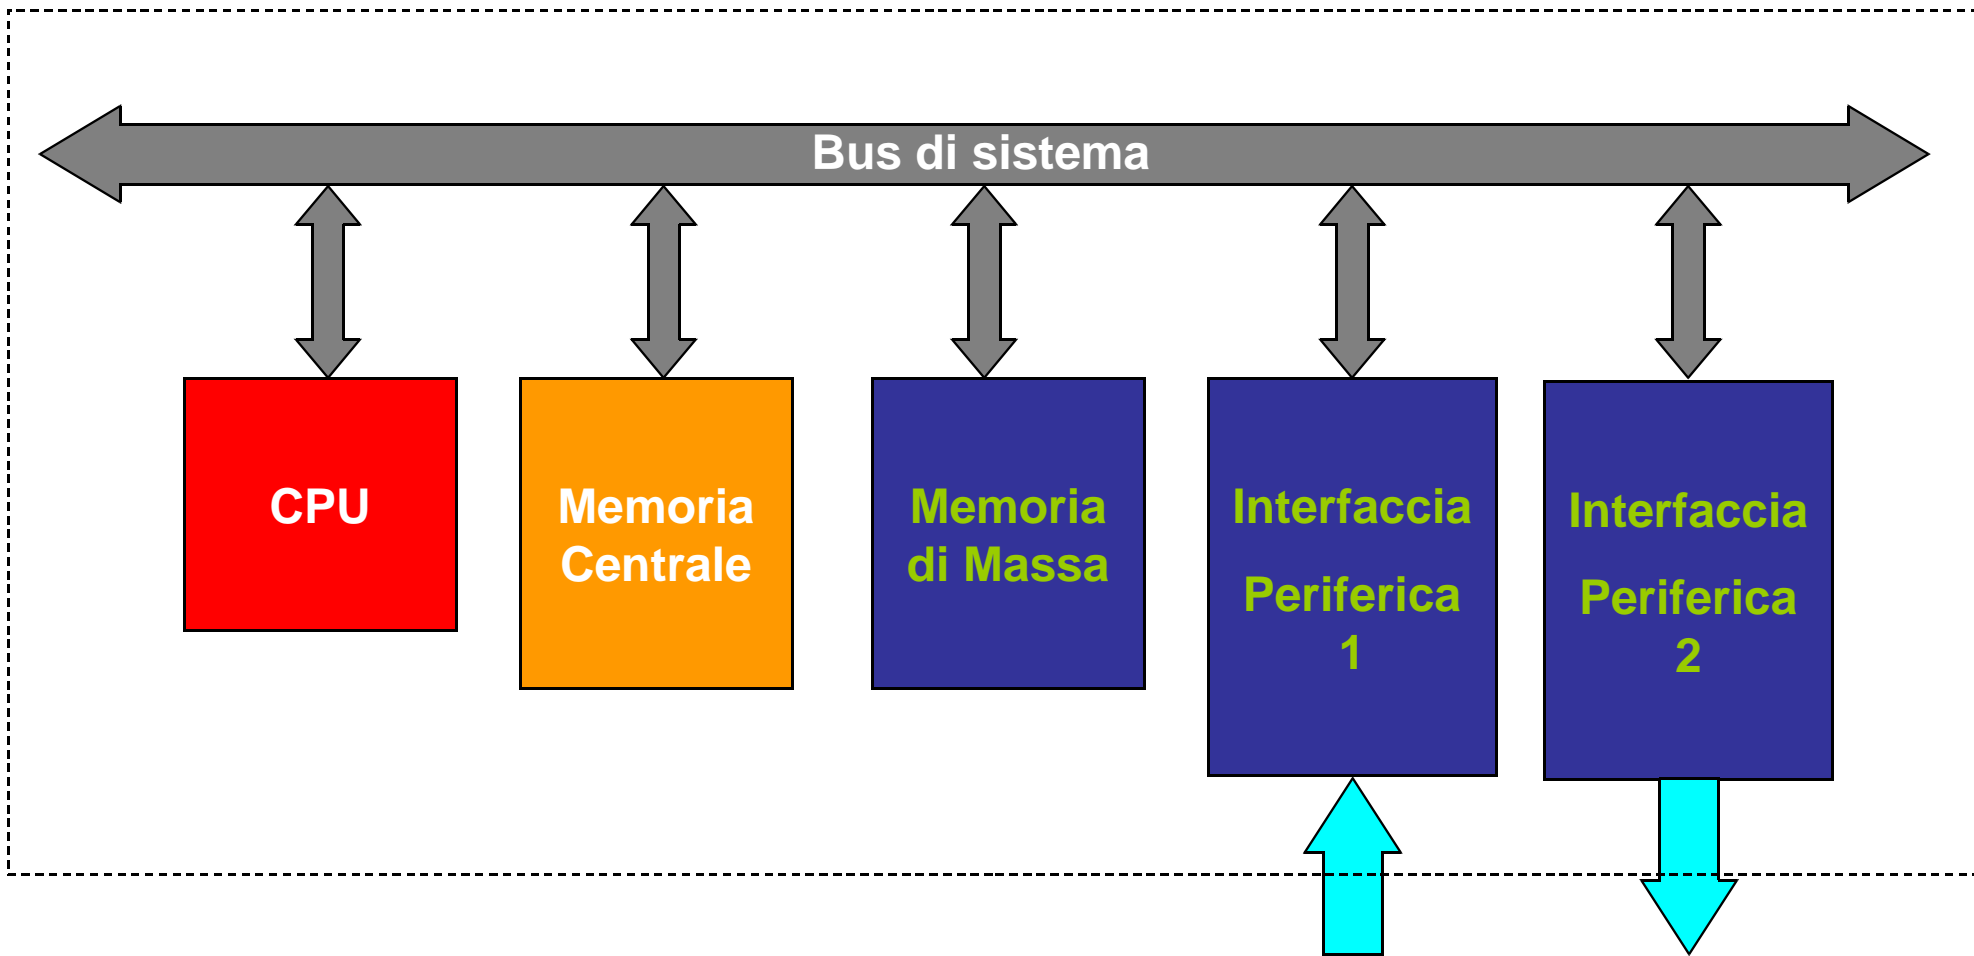 Bus di sistema
CPU
Memoria
Centrale
Memoria
di Massa
Interfaccia
Periferica
1
Interfaccia
Periferica
2